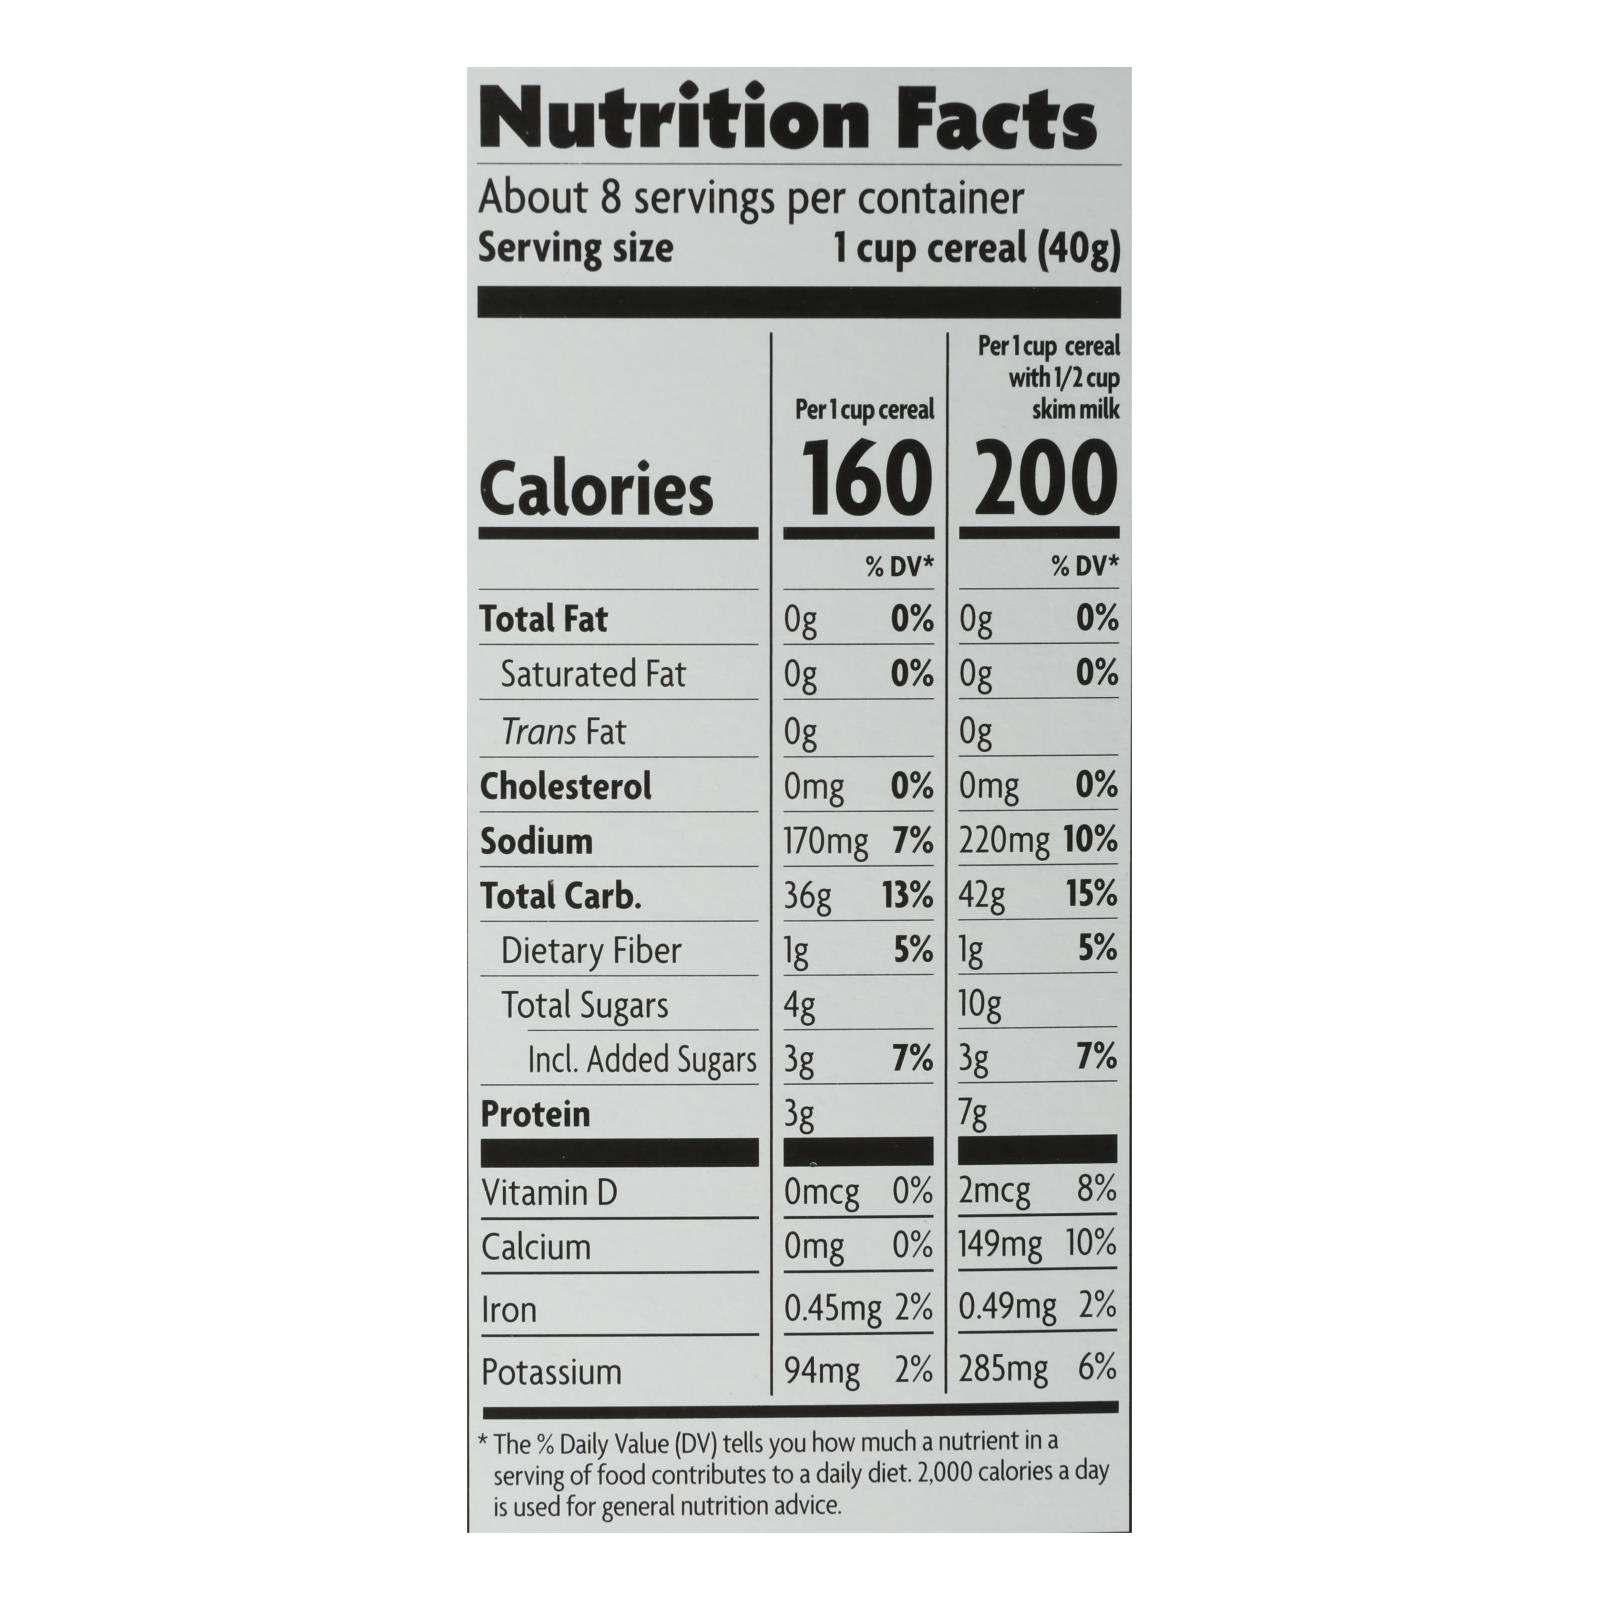 Nutrition Facts
About 8 servings per container
Serving size 1 cup cereal (40g)
Per 1 cup cereal
Per 1 cup cereal
with 1/2 cup
skim milk
Calories 160 200
% DV* % DV*
Total Fat 0g 0% 0g 0%
Saturated Fat 0g 0% 0g 0%
Trans Fat 0g 0g
Cholesterol 0mg 0% 0mg 0%
Sodium 170mg 7% 220mg 10%
Total Carb. 36g 13% 42g 15%
Dietary Fiber 1g 5% 1g 5%
Total Sugars 4g 10g
Incl. Added Sugars 3g 7% 3g 7%
Protein 3g 7g
Vitamin D 0mcg 0% 2mcg 8%
Calcium 0mg 0% 149mg 10%
Iron 0.45mg 2% 0.49mg 2%
Potassium 94mg 2% 285mg 6%
* The % Daily Value (DV) tells you how much a nutrient in a
serving of food contributes to a daily diet. 2,000 calories a day
is used for general nutrition advice.